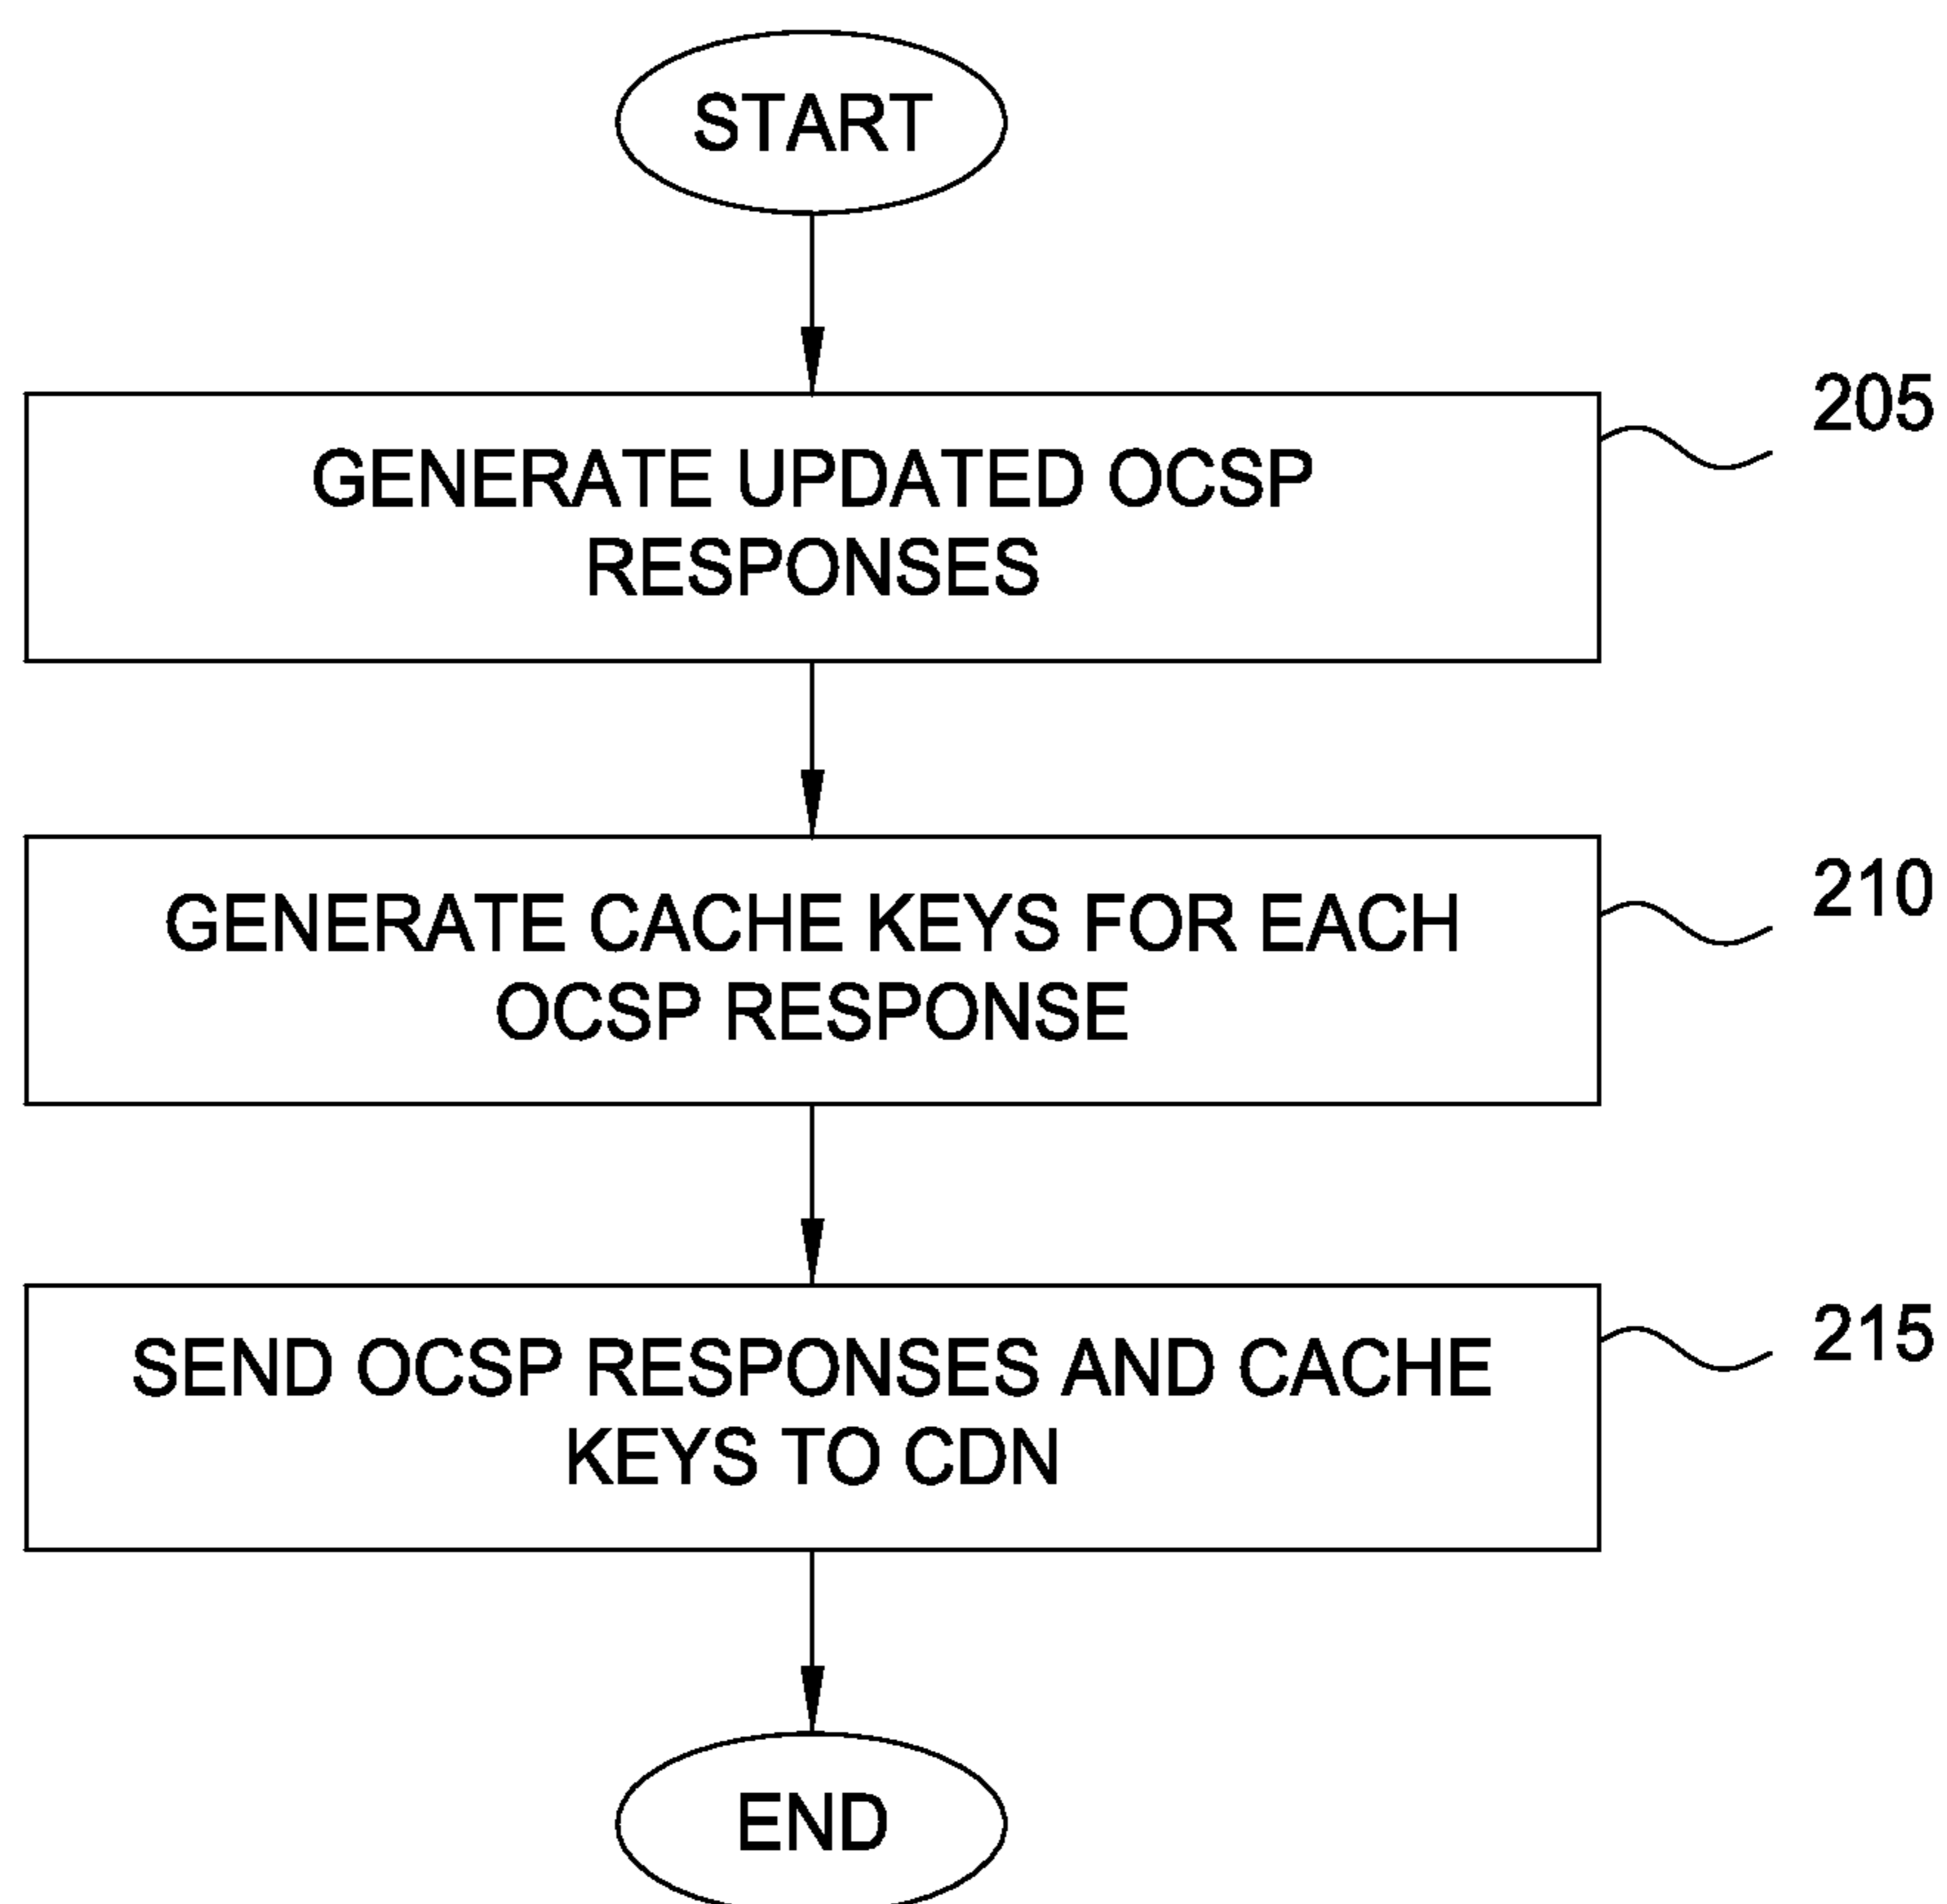 START
205
GENERATE UPDATED OCSP
RESPONSES
210
GENERATE CACHE KEYS FOR EACH
OCSP RESPONSE
215
SEND OCSP RESPONSES AND CACHE
KEYS TO CDN
END